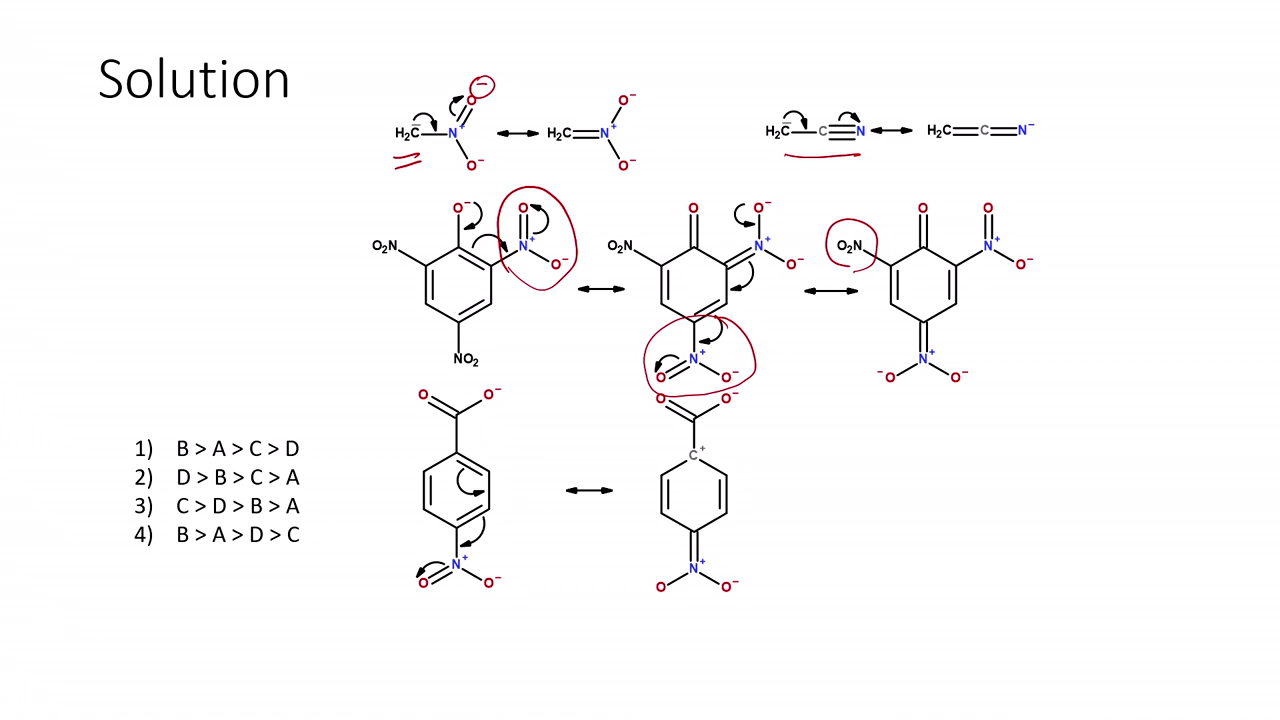 Solution
H₂C⁻ N⁺ O⁻ O⁻ H₂C N⁺ O⁻ O⁻ H₂C⁻ C N H₂C C N⁻
O⁻ O₂N N⁺ O O⁻ NO₂
O O₂N N⁺ O⁻ O⁻ N⁺ O O⁻
O O₂N N⁺ O O⁻ N⁺ ⁻O O⁻
O O⁻ N⁺ O O⁻
O O⁻ C⁺ N⁺ O O⁻
1) B > A > C > D
2) D > B > C > A
3) C > D > B > A
4) B > A > D > C